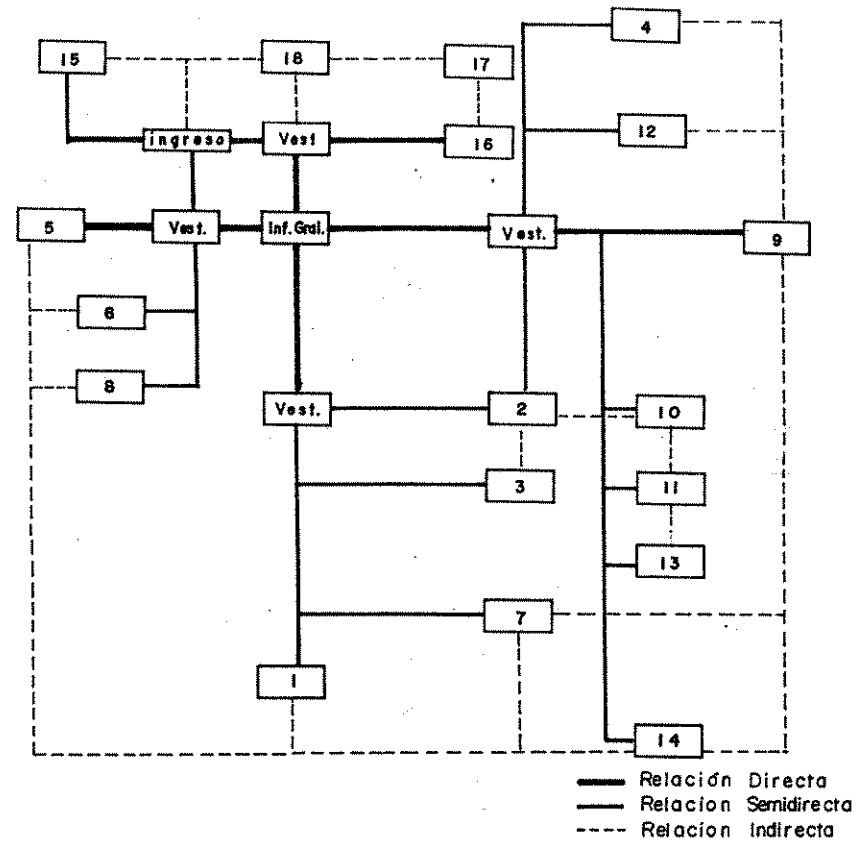 4
15
18
17
12
ingreso
Vest
16
5
Vest.
Inf. Gral.
Vest.
9
6
8
Vest.
2
10
3
11
13
7
1
14
Relación Directa
Relacion Semidirecta
Relacion Indirecta